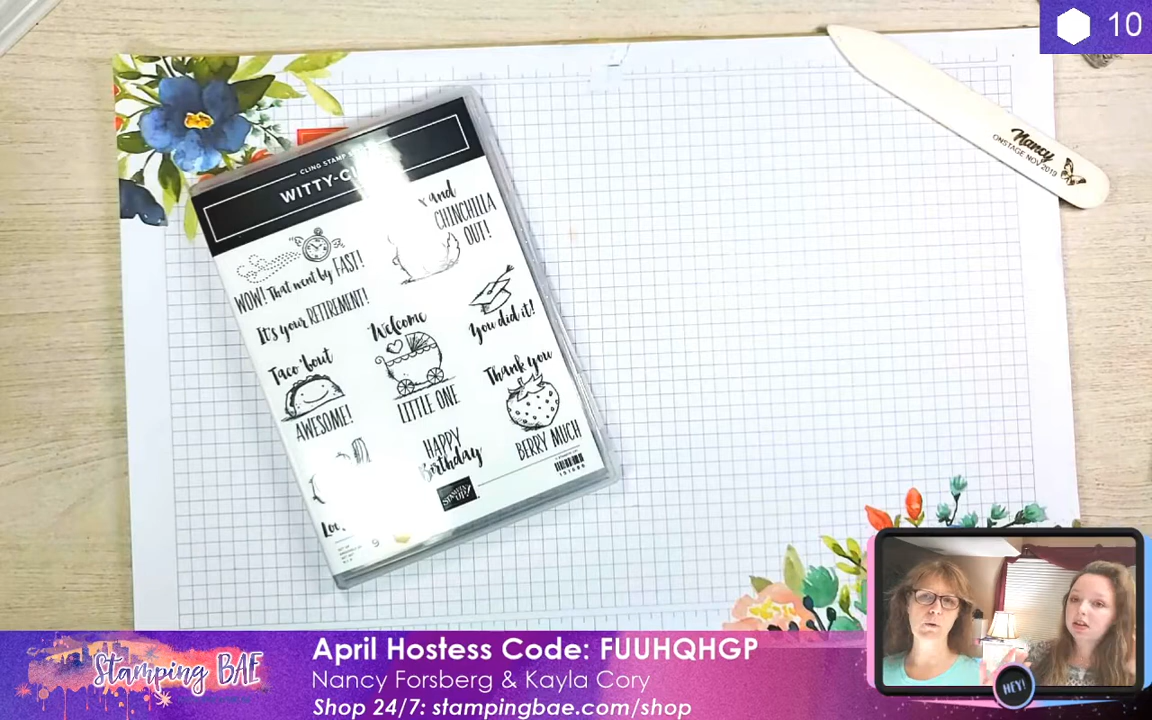 10
Nancy
ONSTAGE NOV 2019
CLING STAMP
and
CHINCHILLA
OUT!
WOW! That went by FAST!
It's your RETIREMENT!
Welcome
LITTLE ONE
You did it!
Taco 'bout
AWESOME!
Thank you
BERRY MUCH
HAPPY
Birthday
STAMPIN' UP!
HEY!
Stamping BAE
April Hostess Code: FUUHQHGP
Nancy Forsberg & Kayla Cory
Shop 24/7: stampingbae.com/shop